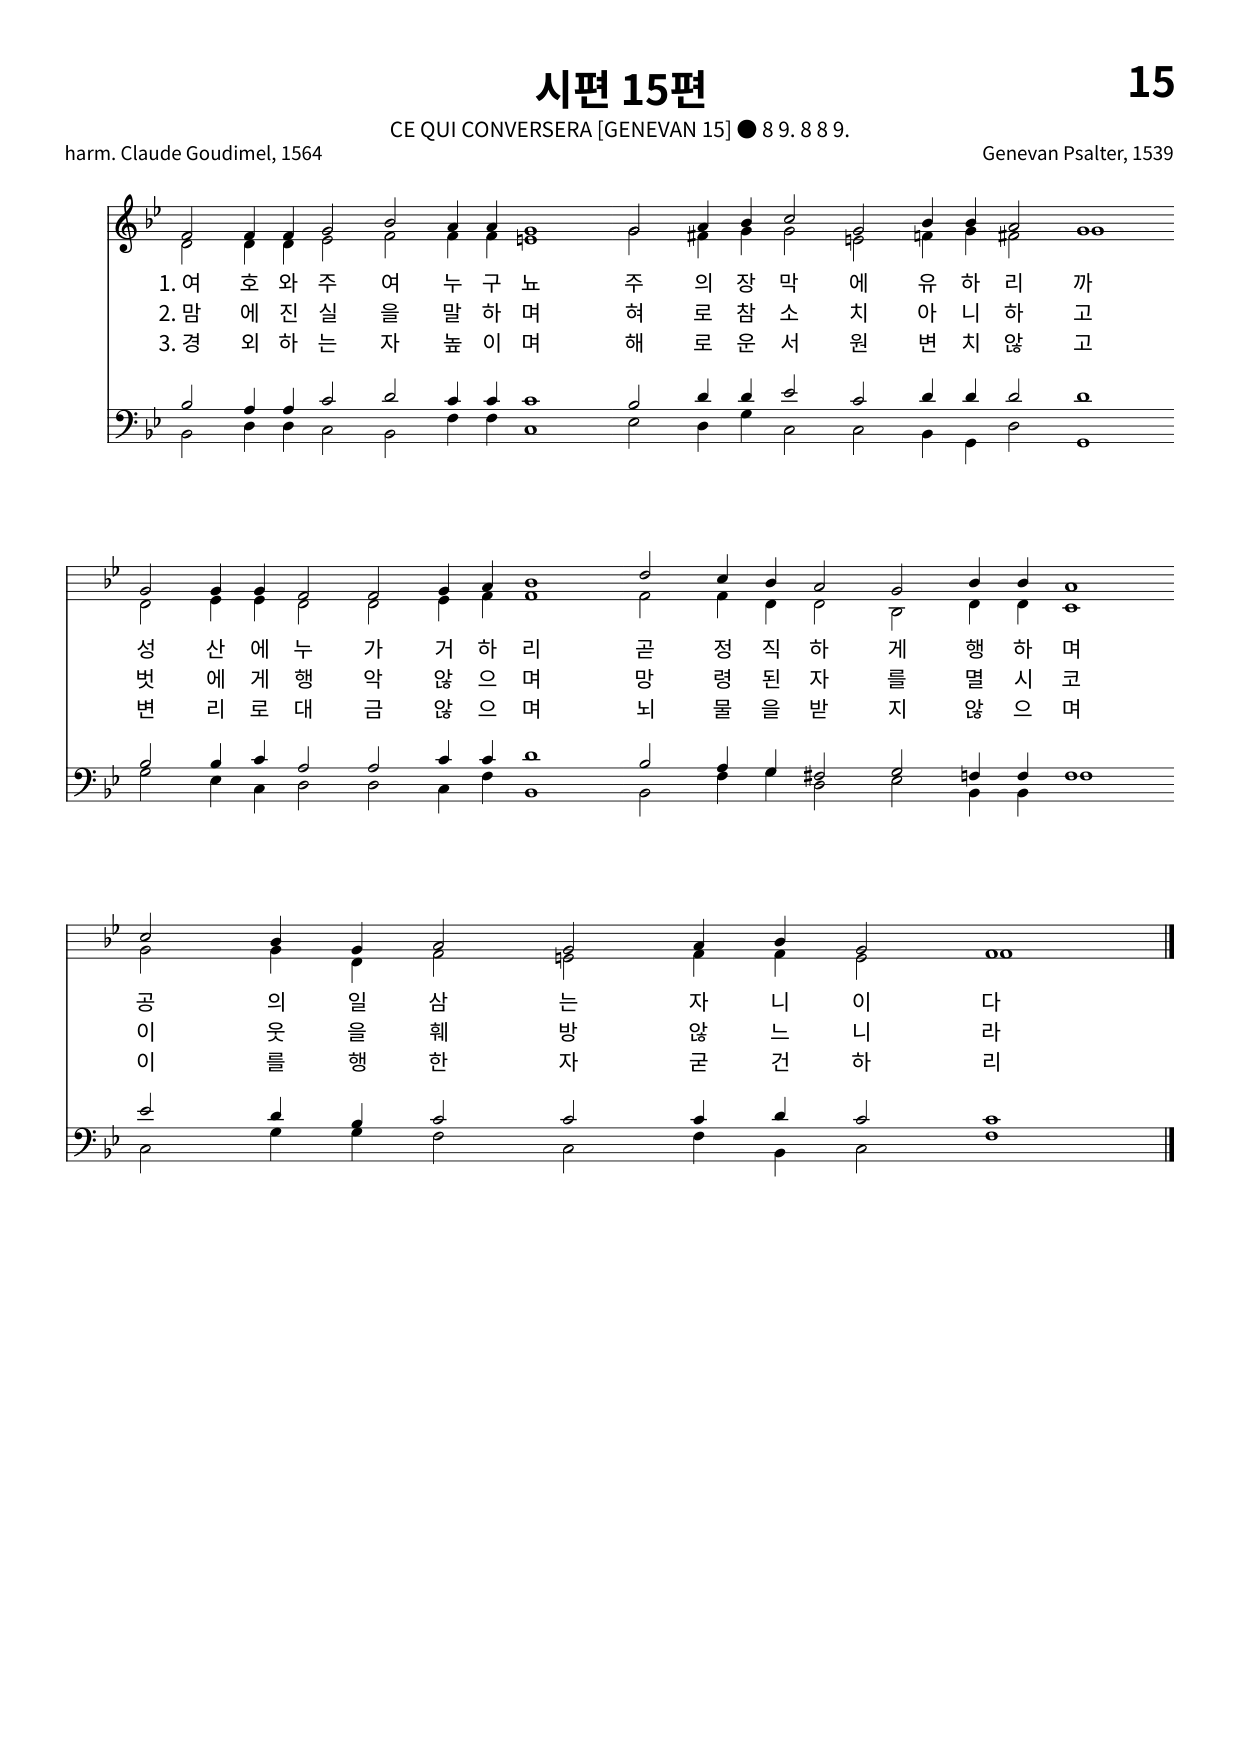 시편 15편
15
CE QUI CONVERSERA [GENEVAN 15] ● 8 9. 8 8 9.
harm. Claude Goudimel, 1564
Genevan Psalter, 1539
1. 여 호 와 주 여 누 구 뇨 주 의 장 막 에 유 하 리 까
2. 맘 에 진 실 을 말 하 며 혀 로 참 소 치 아 니 하 고
3. 경 외 하 는 자 높 이 며 해 로 운 서 원 변 치 않 고
성 산 에 누 가 거 하 리 곧 정 직 하 게 행 하 며
벗 에 게 행 악 않 으 며 망 령 된 자 를 멸 시 코
변 리 로 대 금 않 으 며 뇌 물 을 받 지 않 으 며
공 의 일 삼 는 자 니 이 다
이 웃 을 훼 방 않 느 니 라
이 를 행 한 자 굳 건 하 리